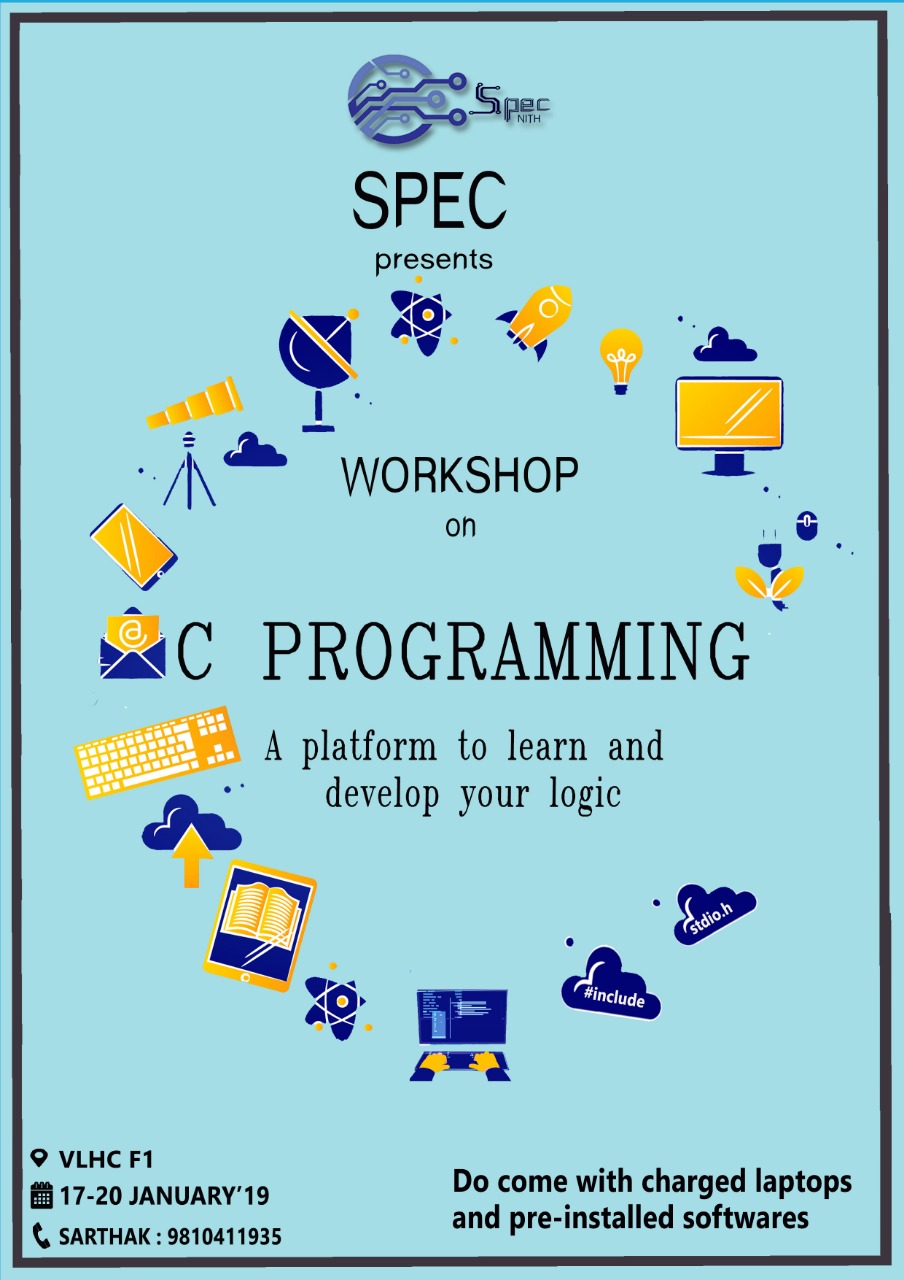 Spec
NITH
SPEC
presents
WORKSHOP
on
@
C PROGRAMMING
A platform to learn and
develop your logic
stdio.h
#include
VLHC F1
17-20 JANUARY'19
SARTHAK : 9810411935
Do come with charged laptops
and pre-installed softwares